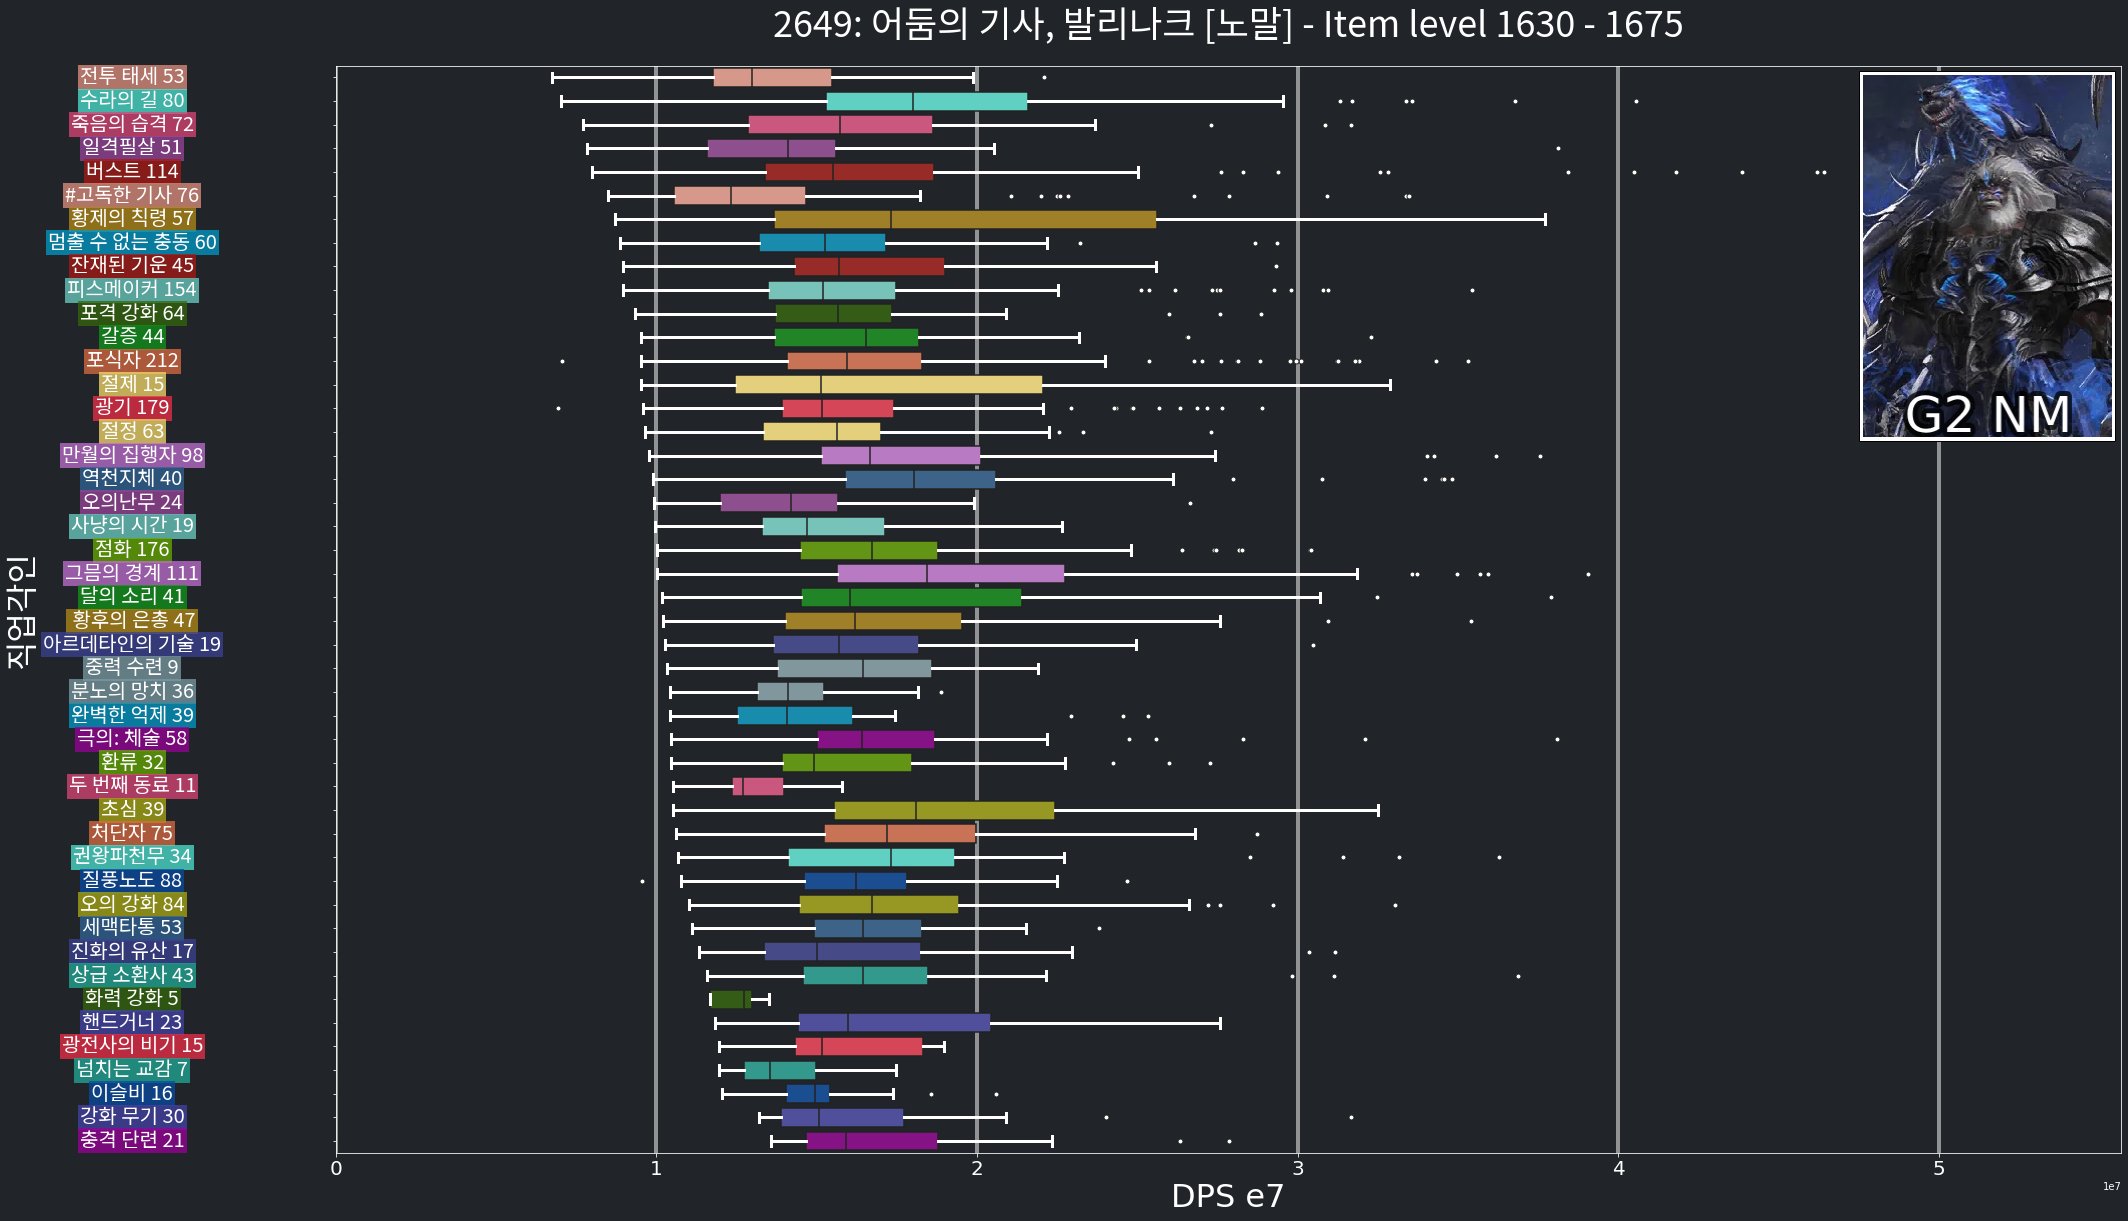 2649: 어둠의 기사, 발리나크 [노말] - Item level 1630 - 1675
전투 태세 53
수라의 길 80
죽음의 습격 72
일격필살 51
버스트 114
#고독한 기사 76
황제의 칙령 57
멈출 수 없는 충동 60
잔재된 기운 45
피스메이커 154
포격 강화 64
갈증 44
포식자 212
절제 15
광기 179
절정 63
만월의 집행자 98
역천지체 40
오의난무 24
사냥의 시간 19
점화 176
그믐의 경계 111
달의 소리 41
황후의 은총 47
아르데타인의 기술 19
중력 수련 9
분노의 망치 36
완벽한 억제 39
극의: 체술 58
환류 32
두 번째 동료 11
초심 39
처단자 75
권왕파천무 34
질풍노도 88
오의 강화 84
세맥타통 53
진화의 유산 17
상급 소환사 43
화력 강화 5
핸드거너 23
광전사의 비기 15
넘치는 교감 7
이슬비 16
강화 무기 30
충격 단련 21
직업각인
G2 NM
0 1 2 3 4 5
DPS e7
1e7